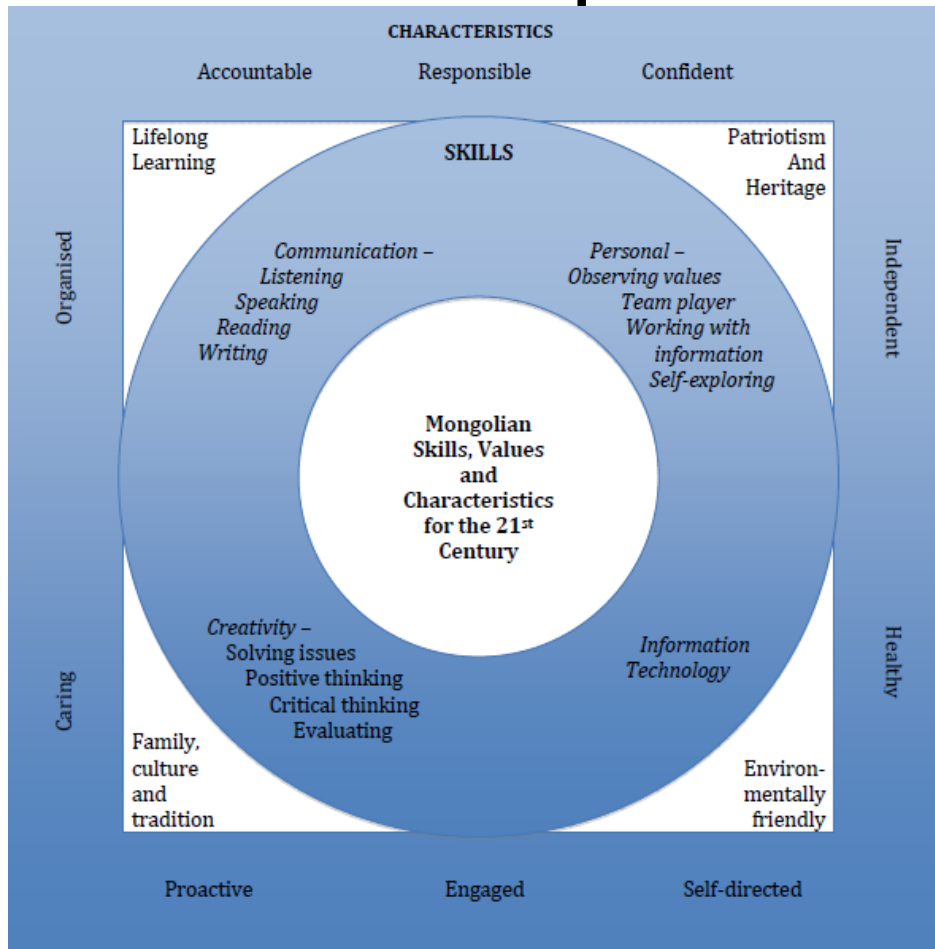 CHARACTERISTICS
Accountable Responsible Confident
Lifelong
Learning
SKILLS
Patriotism
And
Heritage
Organised
Independent
Communication –
Listening
Speaking
Reading
Writing
Personal –
Observing values
Team player
Working with
information
Self-exploring
Mongolian
Skills, Values
and
Characteristics
for the 21st
Century
Creativity –
Solving issues
Positive thinking
Critical thinking
Evaluating
Information
Technology
Caring
Healthy
Family,
culture
and
tradition
Environ-
mentally
friendly
Proactive Engaged Self-directed